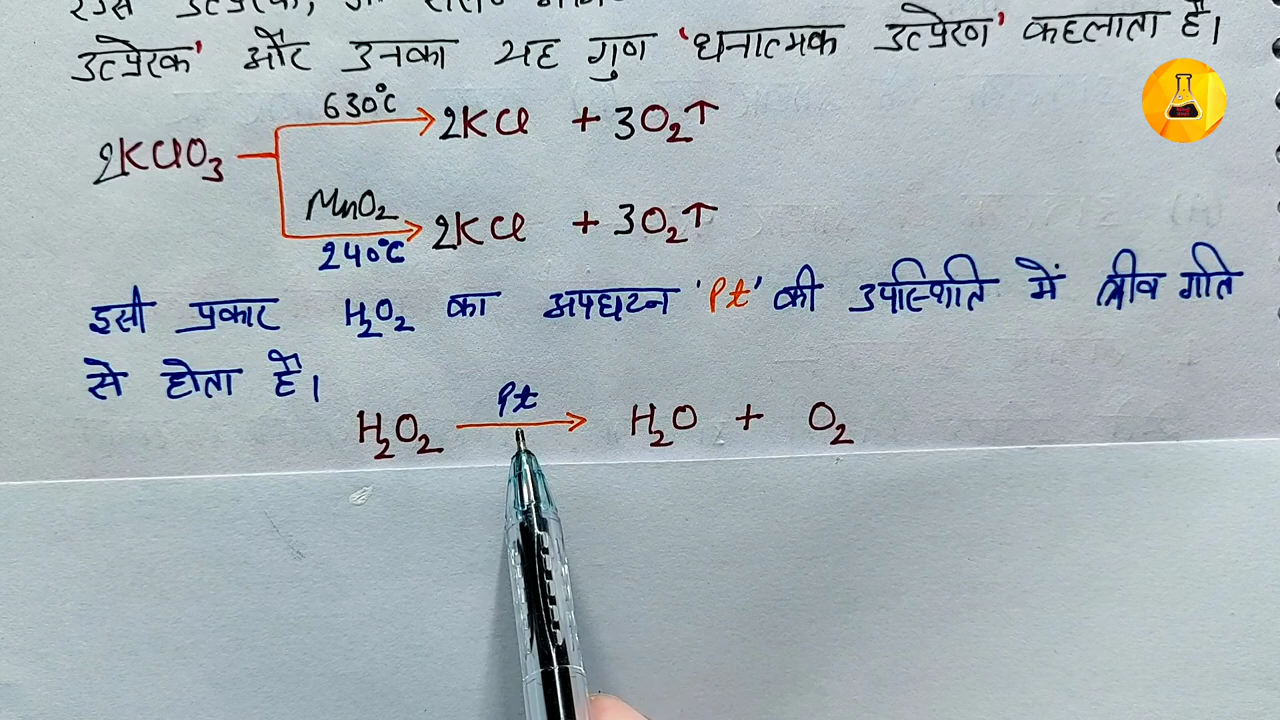 उत्प्रेरक' और उनका यह गुण 'धनात्मक उत्प्रेरण' कहलाता है।
630°C
2KClO₃ → 2KCl + 3O₂↑
MnO₂
240°C
2KCl + 3O₂↑
इसी प्रकार H₂O₂ का अपघटन 'Pt' की उपस्थिति में तीव्र गति
से होता है।
Pt
H₂O₂ → H₂O + O₂